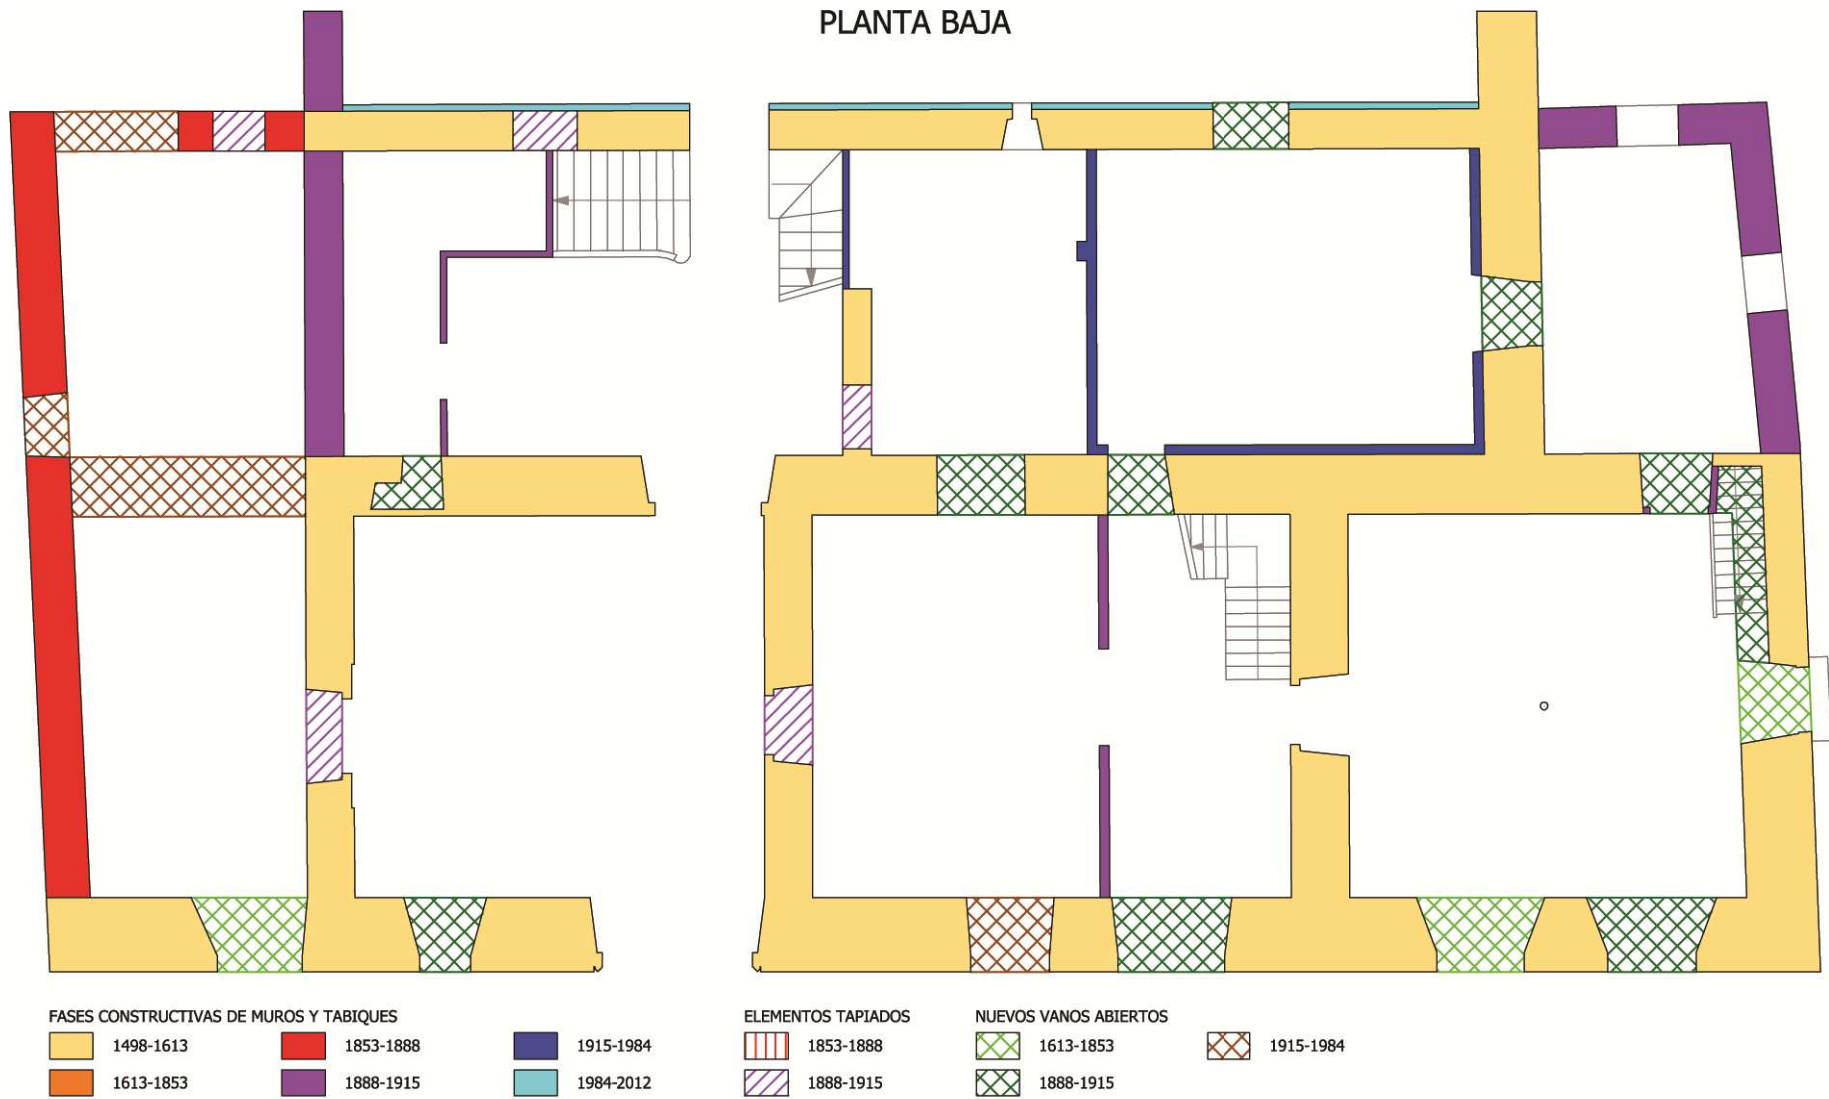 PLANTA BAJA
FASES CONSTRUCTIVAS DE MUROS Y TABIQUES
1498-1613
1613-1853
1853-1888
1888-1915
1915-1984
1984-2012
ELEMENTOS TAPIADOS
1853-1888
1888-1915
NUEVOS VANOS ABIERTOS
1613-1853
1888-1915
1915-1984